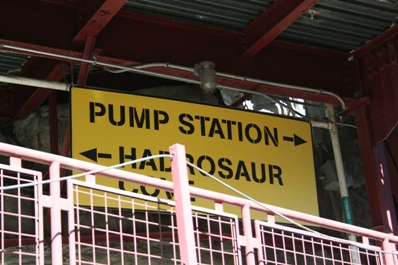 PUMP STATION →
← HADROSAUR